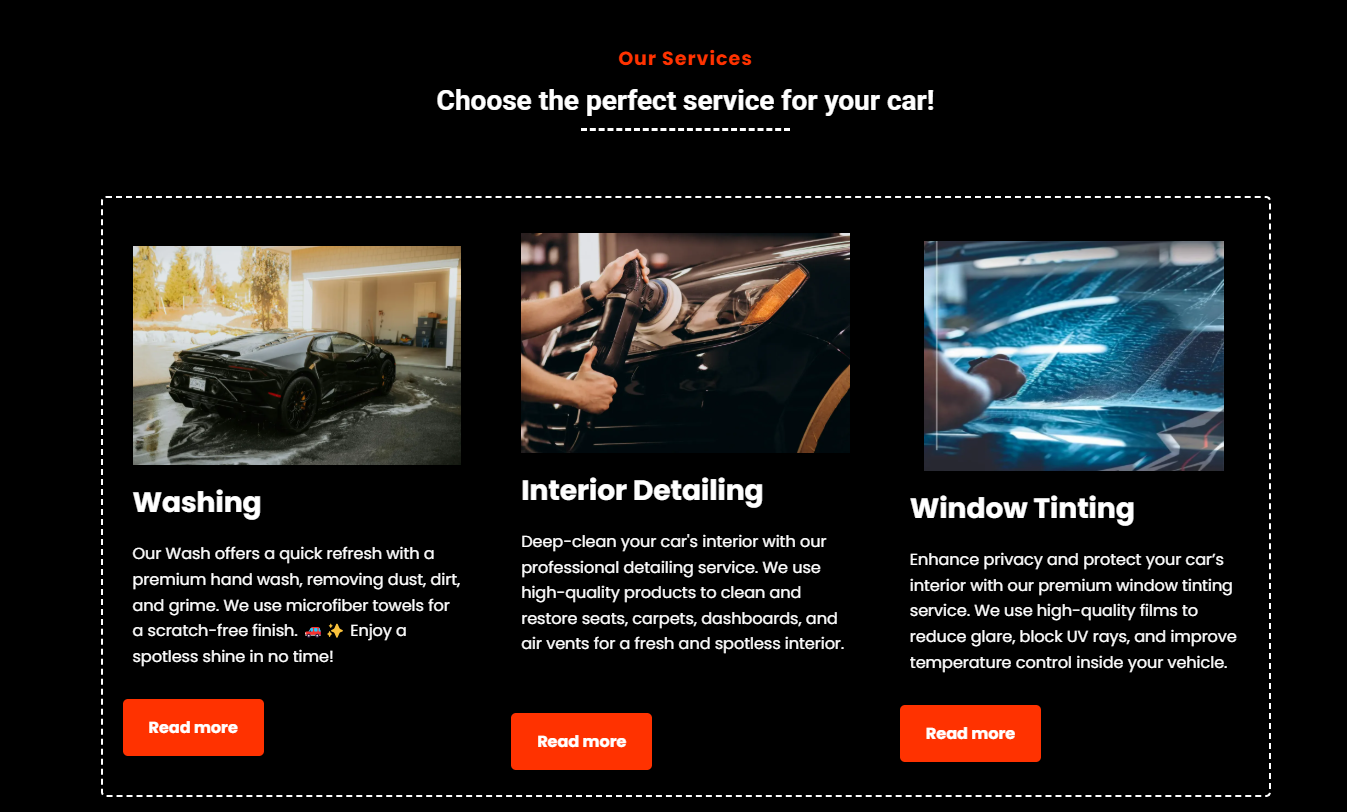 Our Services
Choose the perfect service for your car!
Washing
Our Wash offers a quick refresh with a
premium hand wash, removing dust, dirt,
and grime. We use microfiber towels for
a scratch-free finish. 🚗✨ Enjoy a
spotless shine in no time!
Read more
Interior Detailing
Deep-clean your car's interior with our
professional detailing service. We use
high-quality products to clean and
restore seats, carpets, dashboards, and
air vents for a fresh and spotless interior.
Read more
Window Tinting
Enhance privacy and protect your car’s
interior with our premium window tinting
service. We use high-quality films to
reduce glare, block UV rays, and improve
temperature control inside your vehicle.
Read more